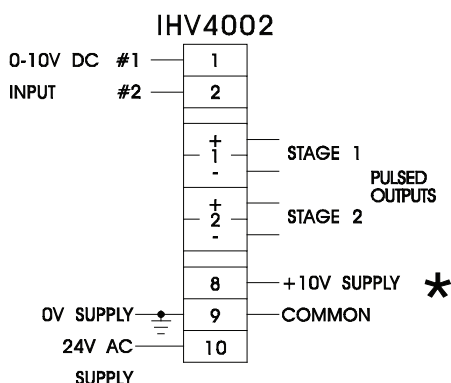 IHV4002
0-10V DC #1 1
INPUT #2 2
+
1 STAGE 1
-
PULSED
OUTPUTS
+
2 STAGE 2
-
8 +10V SUPPLY *
0V SUPPLY 9 COMMON
24V AC 10
SUPPLY